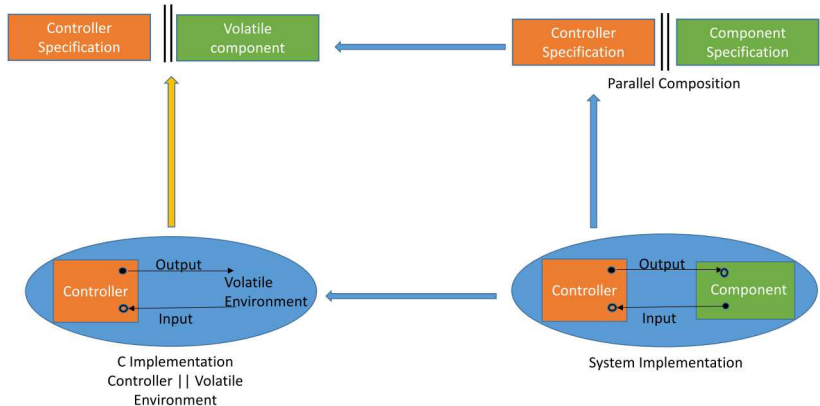 Controller
Specification
||
Volatile
component
Controller
Specification
||
Component
Specification
Parallel Composition
Controller
Output
Volatile
Environment
Input
C Implementation
Controller || Volatile
Environment
Controller
Output
Component
Input
System Implementation